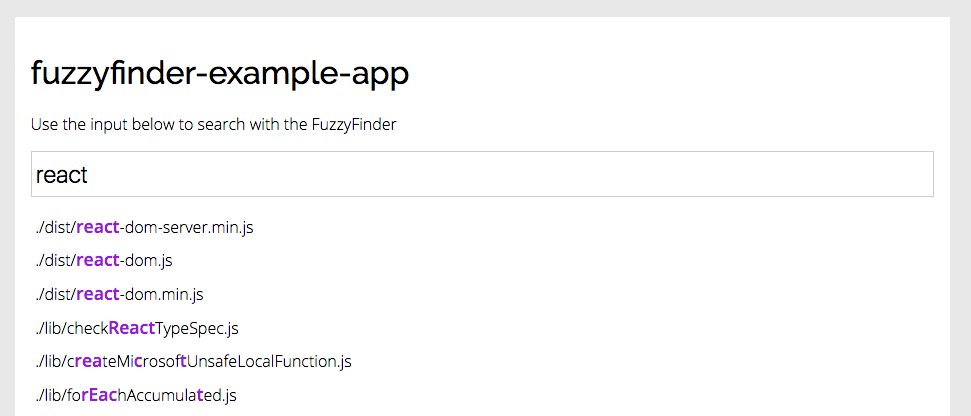 fuzzyfinder-example-app
Use the input below to search with the FuzzyFinder
react
./dist/react-dom-server.min.js
./dist/react-dom.js
./dist/react-dom.min.js
./lib/checkReactTypeSpec.js
./lib/createMicrosoftUnsafeLocalFunction.js
./lib/forEachAccumulated.js